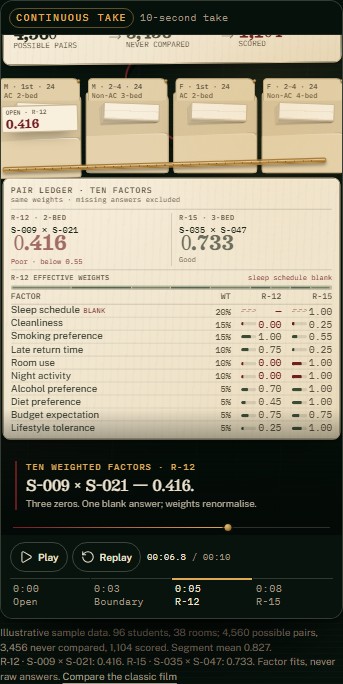 CONTINUOUS TAKE 10-second take
4,560 → 3,456 → 1,104
POSSIBLE PAIRS NEVER COMPARED SCORED
M · 1st · 24 M · 2-4 · 24 F · 1st · 24 F · 2-4 · 24
AC 2-bed Non-AC 3-bed AC 2-bed Non-AC 4-bed
OPEN · R-12
0.416
PAIR LEDGER · TEN FACTORS
same weights · missing answers excluded
R-12 · 2-BED R-15 · 3-BED
S-009 × S-021 S-035 × S-047
0.416 0.733
Poor · below 0.55 Good
R-12 EFFECTIVE WEIGHTS sleep schedule blank
FACTOR WT R-12 R-15
Sleep schedule BLANK 20% — 1.00
Cleanliness 15% 0.00 0.25
Smoking preference 15% 1.00 0.55
Late return time 10% 0.75 0.25
Room use 10% 0.00 1.00
Night activity 10% 0.00 1.00
Alcohol preference 5% 0.70 1.00
Diet preference 5% 0.45 1.00
Budget expectation 5% 0.75 0.75
Lifestyle tolerance 5% 0.25 1.00
TEN WEIGHTED FACTORS · R-12
S-009 × S-021 — 0.416.
Three zeros. One blank answer; weights renormalise.
Play Replay 00:06.8 / 00:10
0:00 0:03 0:05 0:08
Open Boundary R-12 R-15
Illustrative sample data. 96 students, 38 rooms; 4,560 possible pairs,
3,456 never compared, 1,104 scored. Segment mean 0.827.
R-12 · S-009 × S-021: 0.416. R-15 · S-035 × S-047: 0.733. Factor fits, never
raw answers. Compare the classic film